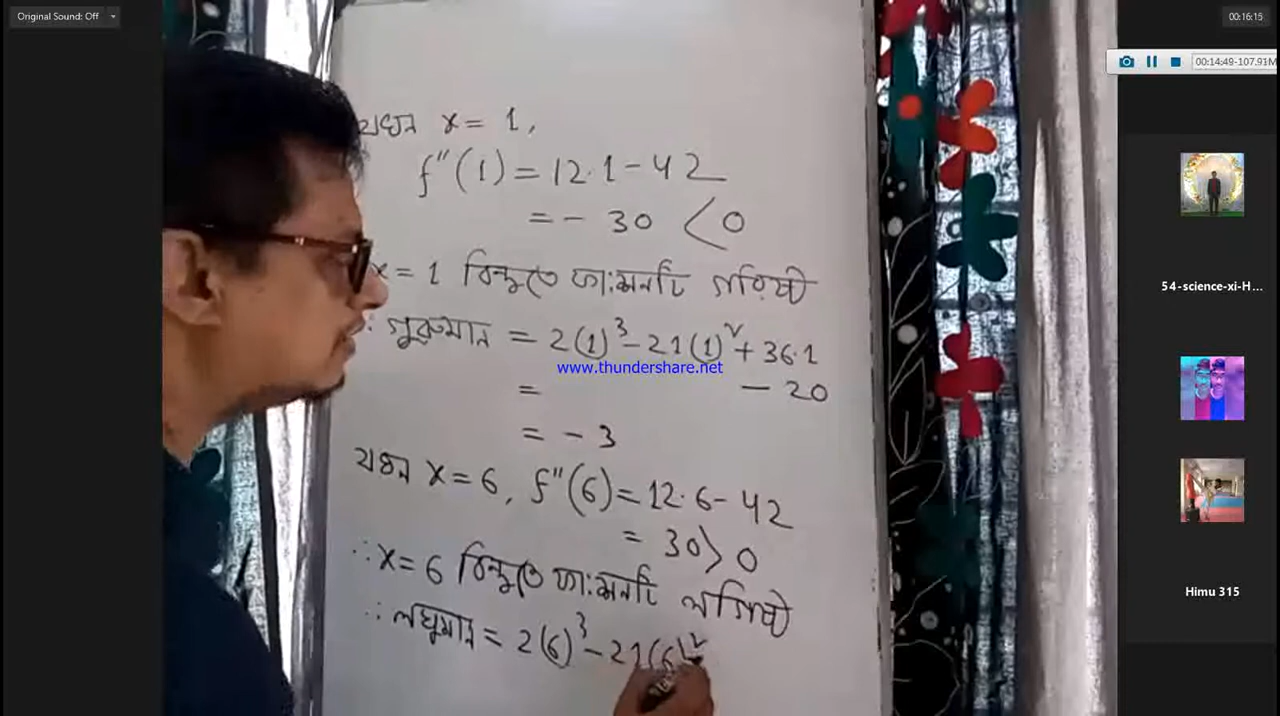 Original Sound: Off
00:16:15
00:14:49-107.91M
যখন x = 1,
f''(1) = 12·1 - 42
= - 30 < 0
x = 1 বিন্দুতে ফাংশনটি গরিষ্ঠ
∴ গুরুমান = 2(1)³ - 21(1)² + 36·1
www.thundershare.net
= - 20
= - 3
যখন x = 6, f''(6) = 12·6 - 42
= 30 > 0
∴ x = 6 বিন্দুতে ফাংশনটি লঘিষ্ঠ
∴ লঘুমান = 2(6)³ - 21(6)²
54-science-xi-H...
Himu 315